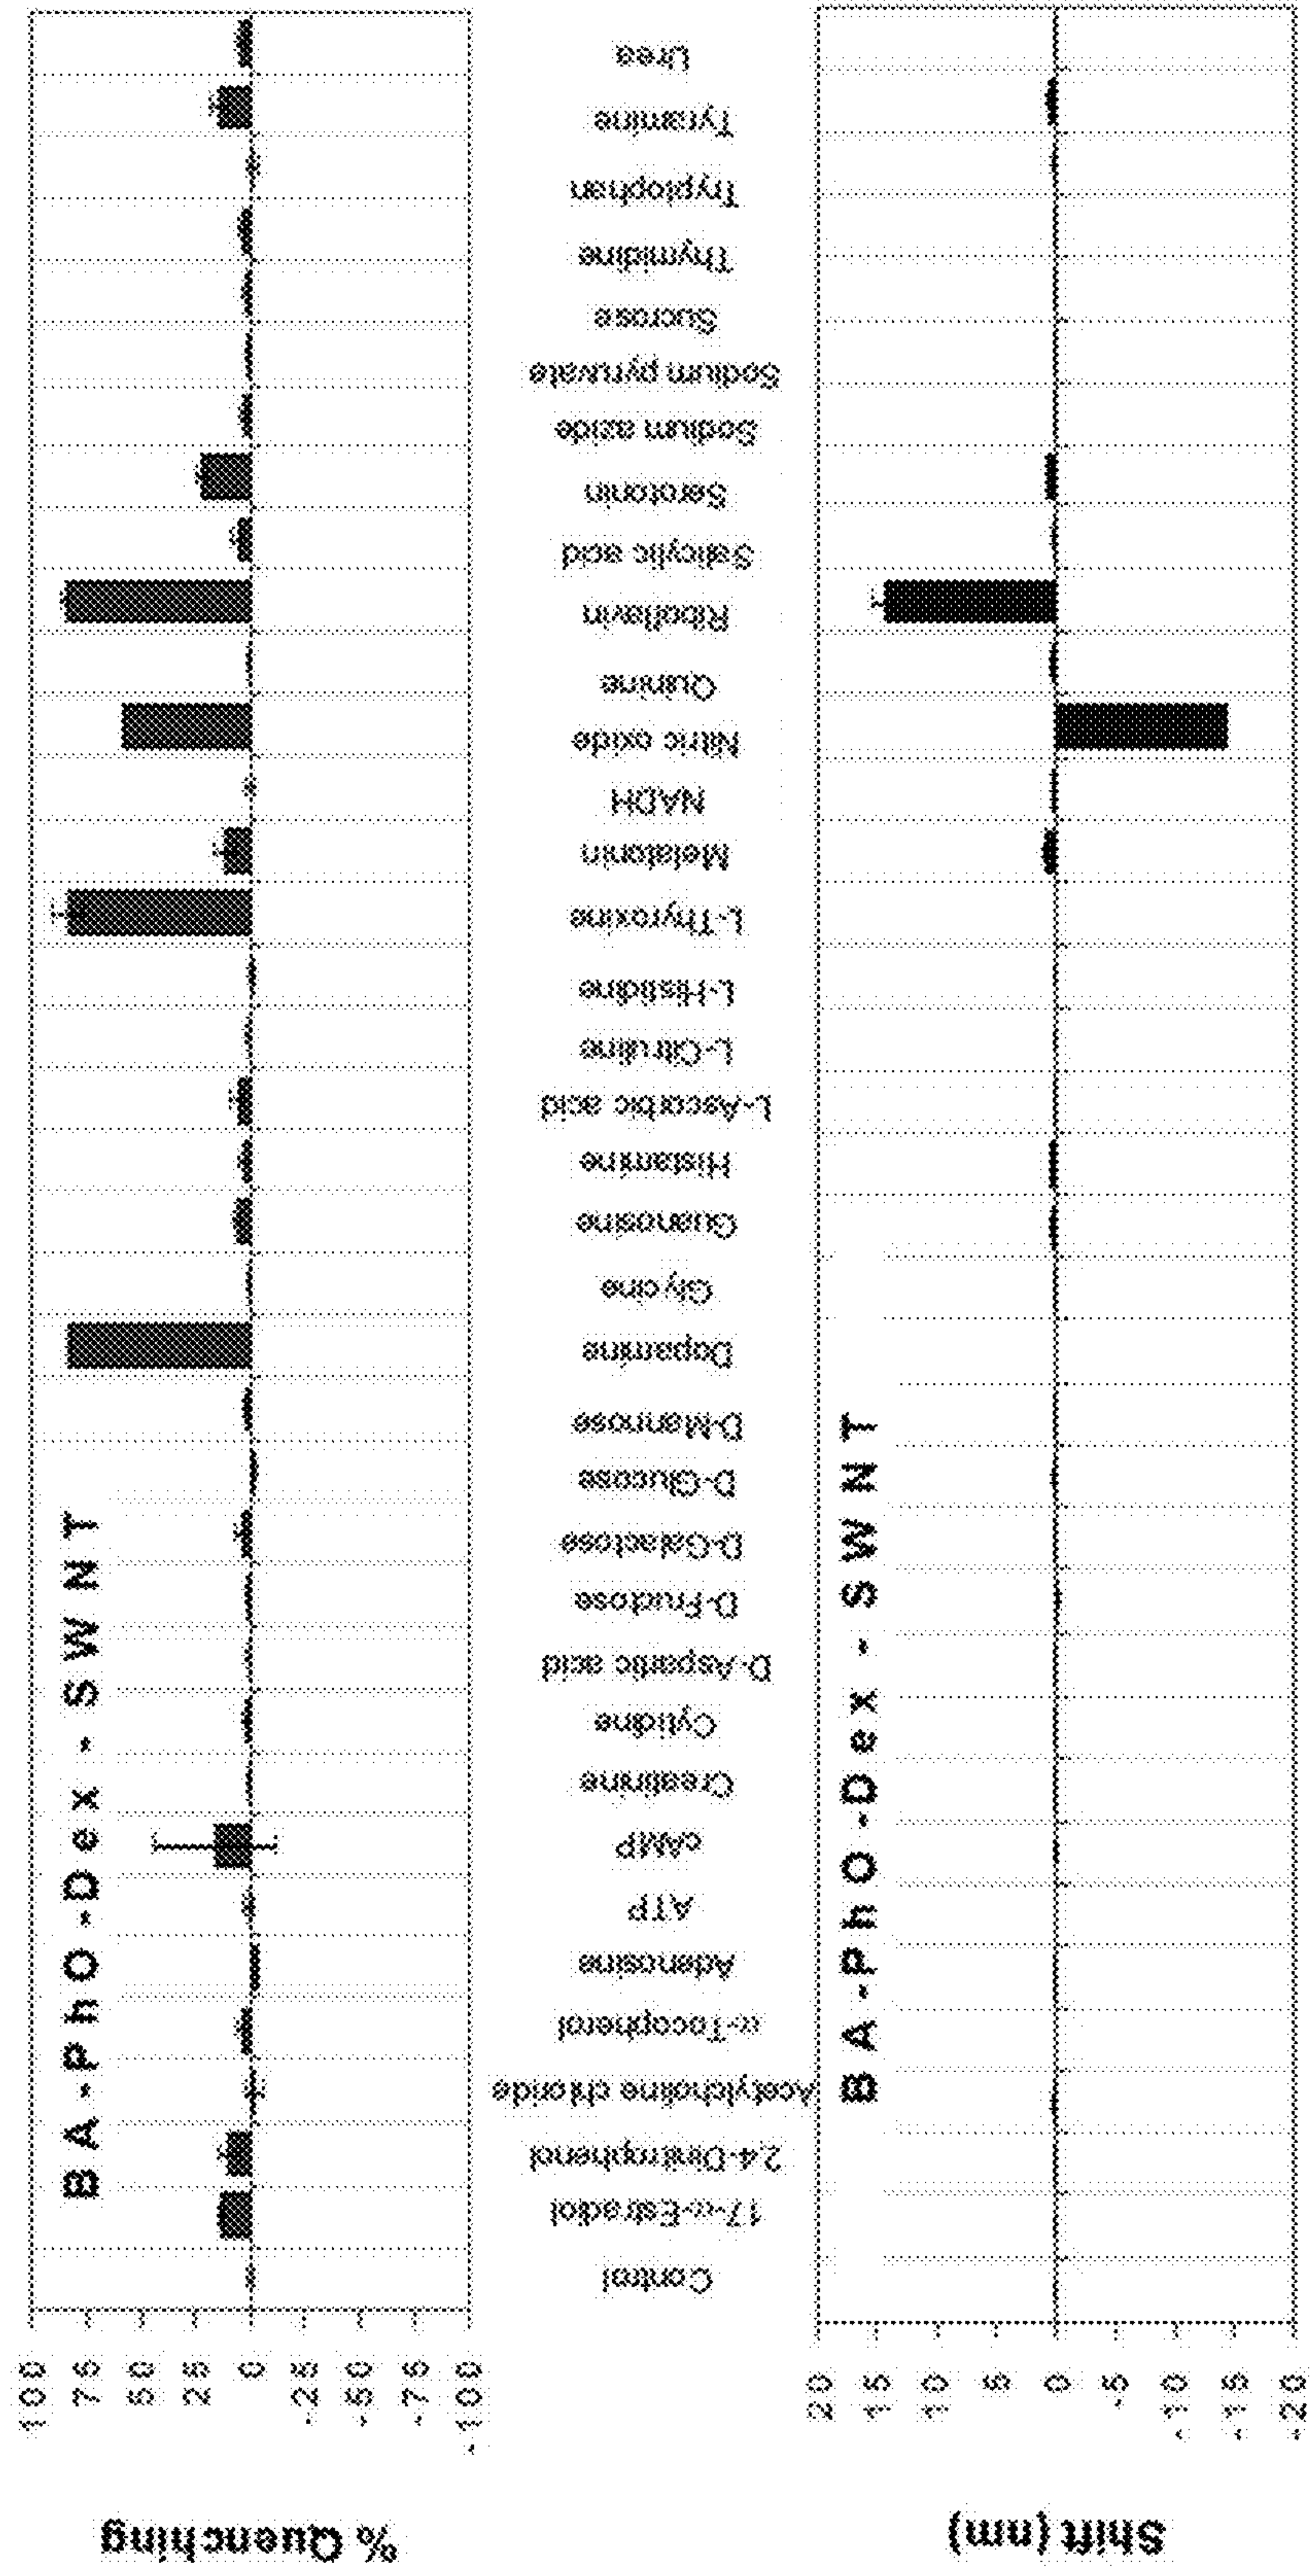 % Quenching
100
75
50
25
0
-25
-50
-75
-100
BA-PhO-Dex-SWNT
Control
17-α-Estradiol
2,4-Dinitrophenol
Acetylcholine chloride
α-Tocopherol
Adenosine
ATP
cAMP
Creatinine
Cytidine
D-Aspartic acid
D-Fructose
D-Galactose
D-Glucose
D-Mannose
Dopamine
Glycine
Guanosine
Histamine
L-Ascorbic acid
L-Citruline
L-Histidine
L-Thyroxine
Melatonin
NADH
Nitric oxide
Quinine
Riboflavin
Salicylic acid
Serotonin
Sodium azide
Sodium pyruvate
Sucrose
Thymidine
Tryptophan
Tyramine
Urea
Shift (nm)
20
15
10
5
0
-5
-10
-15
-20
BA-PhO-Dex-SWNT